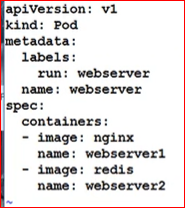 apiVersion: v1
kind: Pod
metadata:
  labels:
    run: webserver
  name: webserver
spec:
  containers:
  - image: nginx
    name: webserver1
  - image: redis
    name: webserver2
~